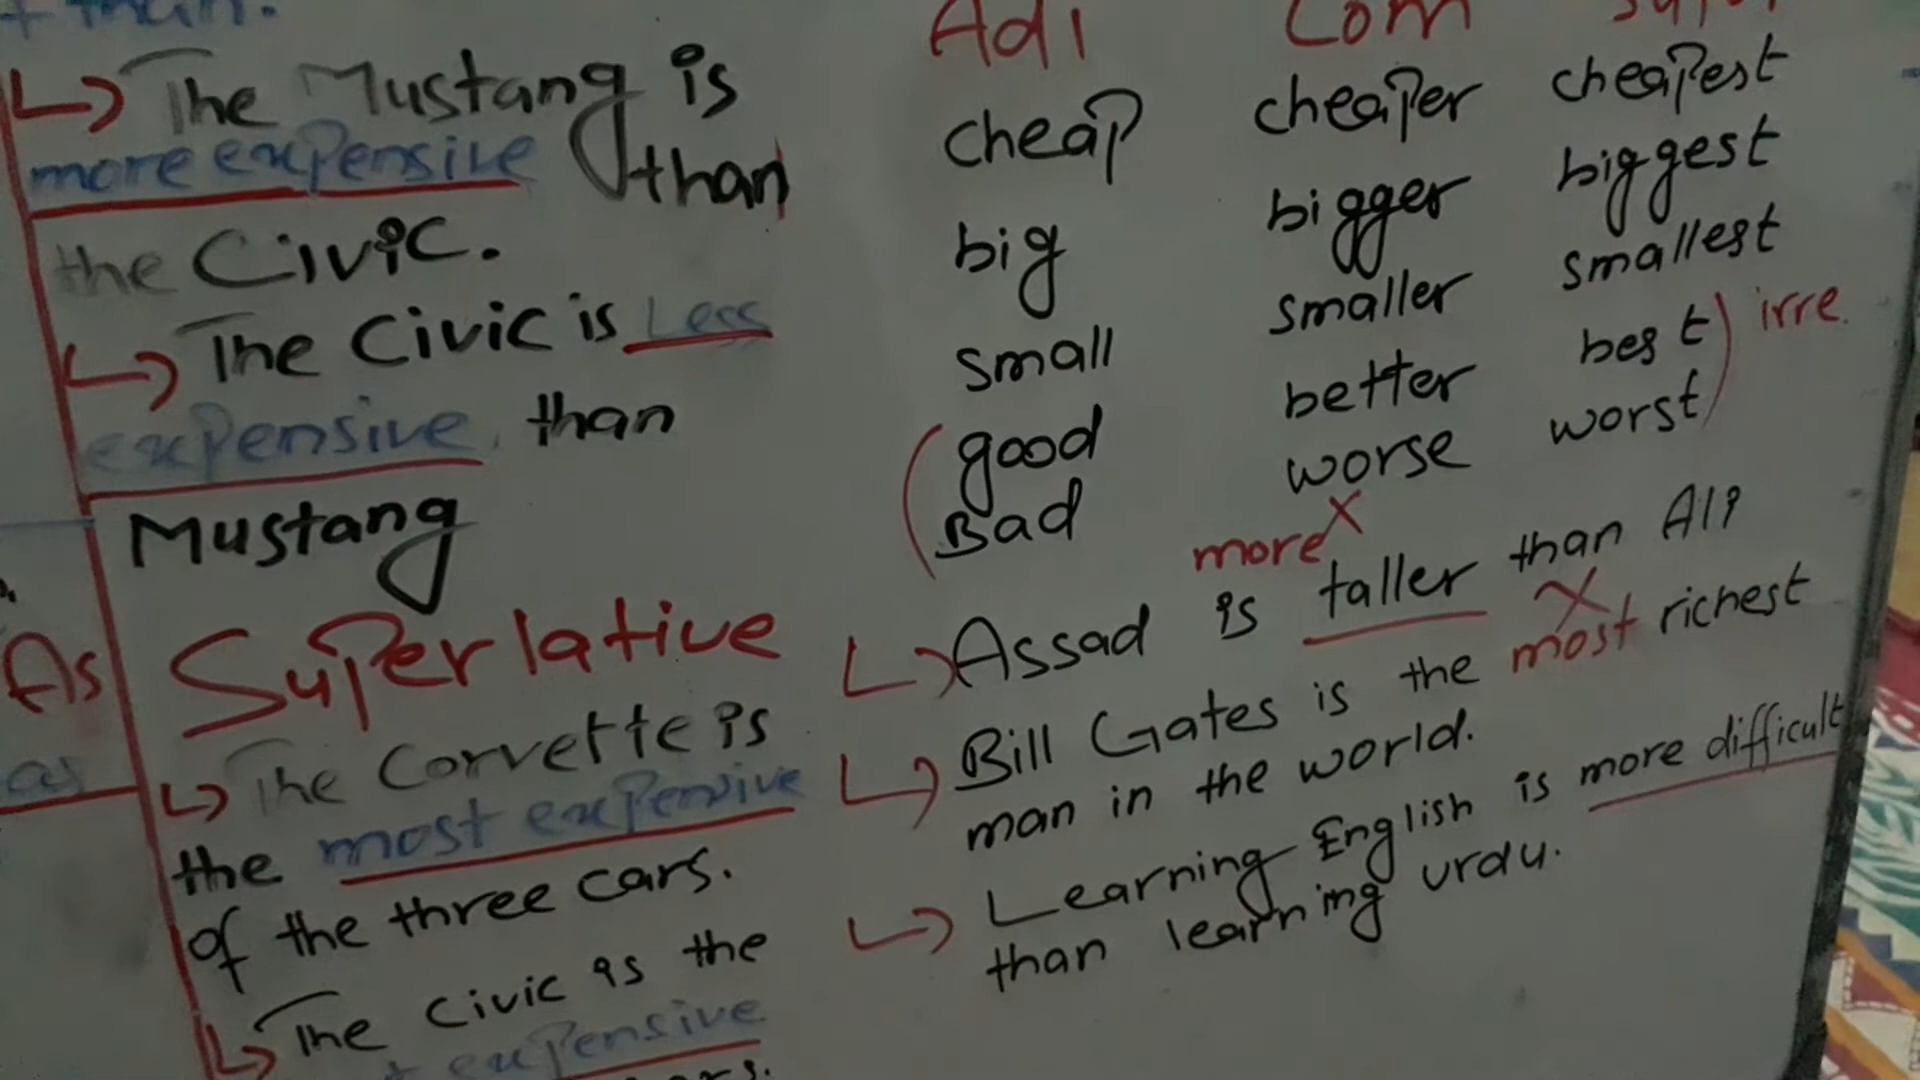 than.
The Mustang is
more expensive than
the Civic.
The Civic is Less
expensive than
Mustang
Superlative
The Corvette is
the most expensive
of the three cars.
The Civic is the
expensive
As
as
Adj Com
cheap cheaper cheapest
big bigger biggest
small smaller smallest
good better best irre.
Bad worse worst
more x
Assad is taller than Ali
x
Bill Gates is the most richest
man in the world.
Learning English is more difficult
than learning urdu.